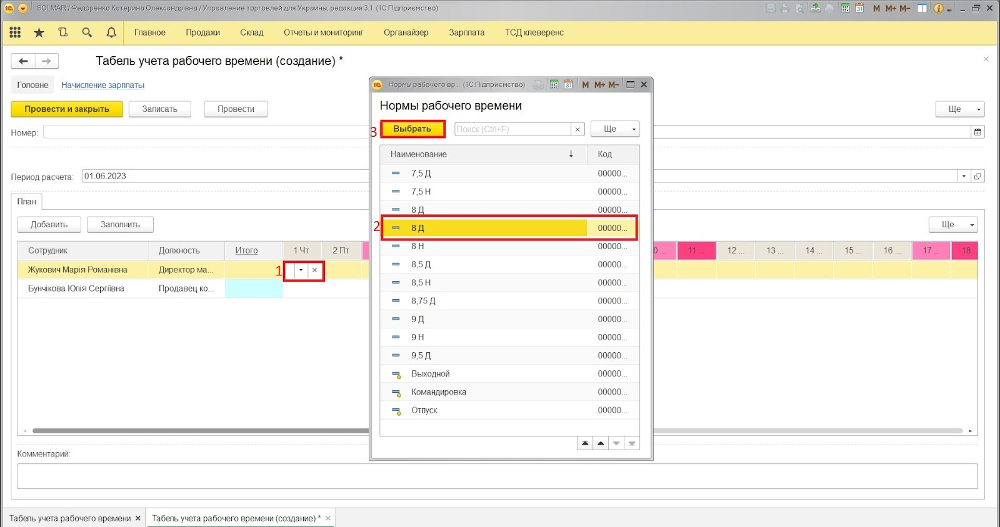 SOLMAR / Федоренко Катерина Олександрівна / Управление торговлей для Украины, редакция 3.1 (1С:Підприємство)
M M+ M-
Главное Продажи Склад Отчеты и мониторинг Органайзер Зарплата ТСД клеверенс
Табель учета рабочего времени (создание) *
Головне Начисление зарплаты
Провести и закрыть Записать Провести Ще
Номер:
Период расчета: 01.06.2023
План
Добавить Заполнить Ще
Сотрудник Должность Итого 1 Чт 2 Пт 0 ... 11 ... 12 ... 13 ... 14 ... 15 ... 16 ... 17 ... 18...
Жукович Марія Романівна Директор ма... 1
Бунчікова Юлія Сергіївна Продавец ко...
Нормы рабочего вр... (1С:Підприємство) M M+ M-
Нормы рабочего времени
3 Выбрать Поиск (Ctrl+F) Ще
Наименование Код
7,5 Д 00000...
7,5 Н 00000...
8 Д 00000...
2 8 Д 00000...
8 Н 00000...
8,5 Д 00000...
8,5 Н 00000...
8,75 Д 00000...
9 Д 00000...
9 Н 00000...
9,5 Д 00000...
Выходной 00000...
Командировка 00000...
Отпуск 00000...
Комментарий:
Табель учета рабочего времени Табель учета рабочего времени (создание) *